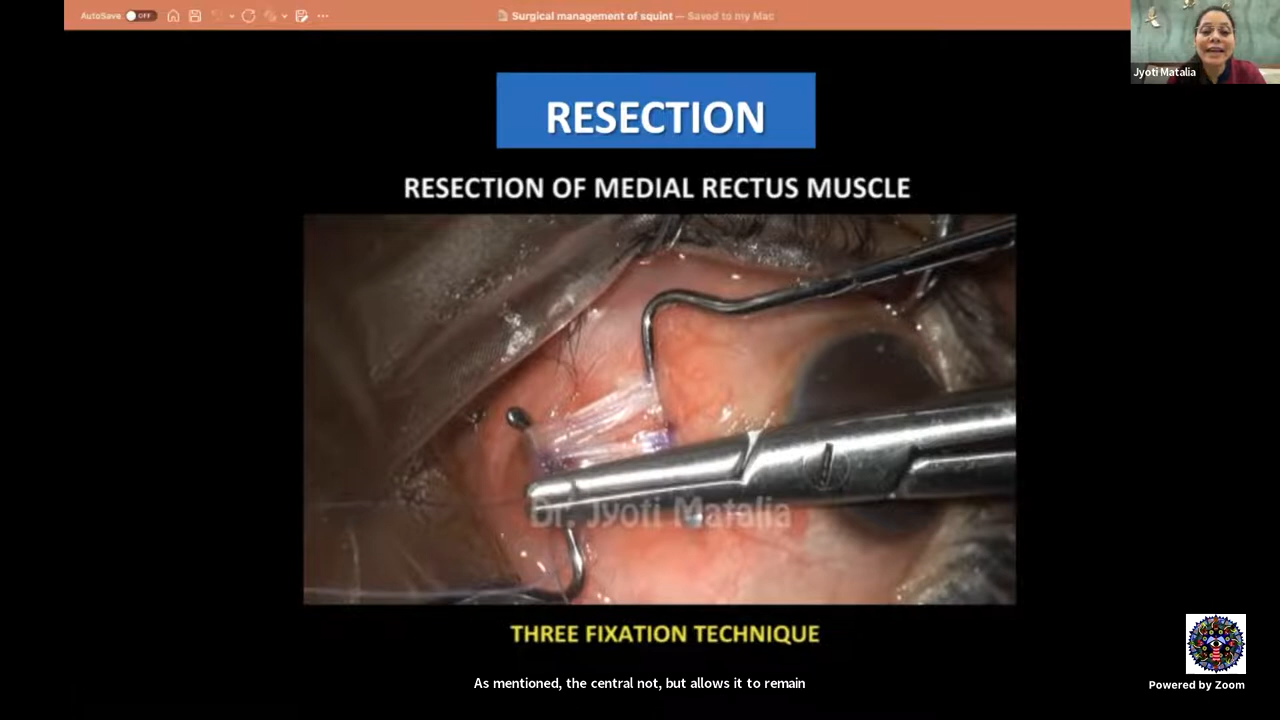 AutoSave OFF
Surgical management of squint — Saved to my Mac
Jyoti Matalia
RESECTION
RESECTION OF MEDIAL RECTUS MUSCLE
Dr. Jyoti Matalia
THREE FIXATION TECHNIQUE
As mentioned, the central not, but allows it to remain
Powered by Zoom